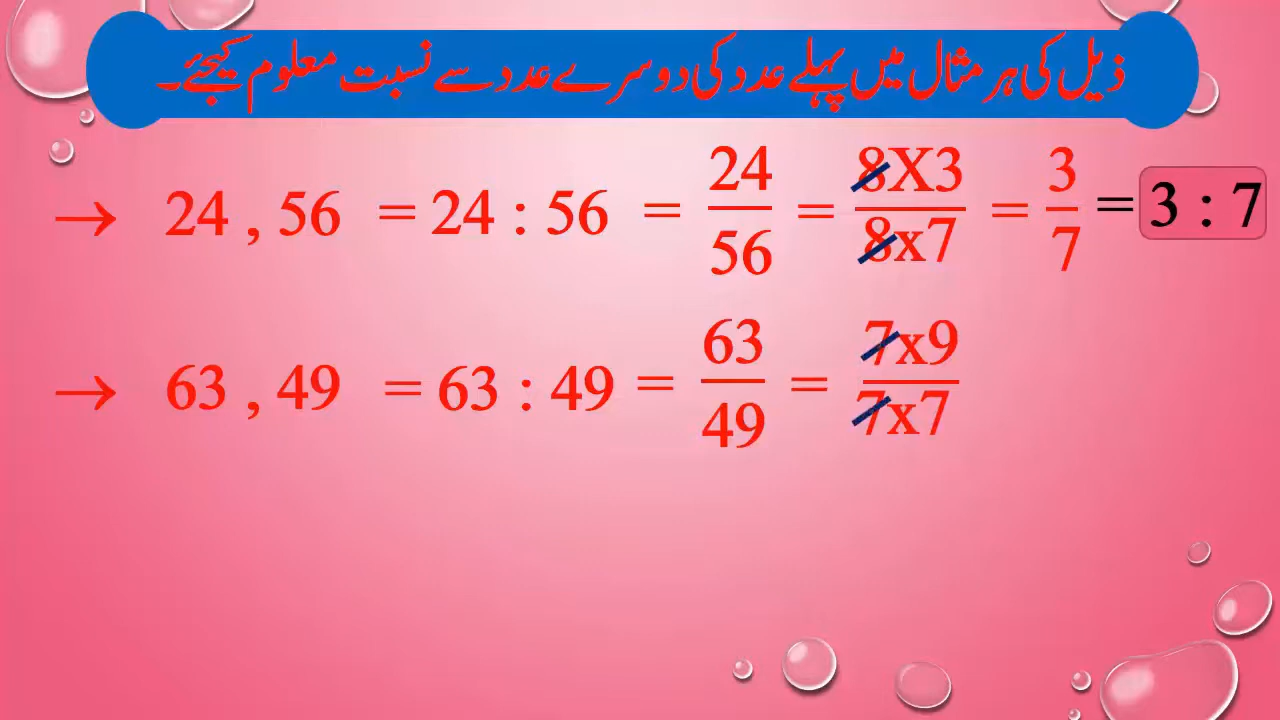 ذیل کی ہر مثال میں پہلے عدد کی دوسرے عدد سے نسبت معلوم کیجئے۔
→ 24 , 56 = 24 : 56 = 24/56 = 8X3/8x7 = 3/7 = 3 : 7
→ 63 , 49 = 63 : 49 = 63/49 = 7x9/7x7